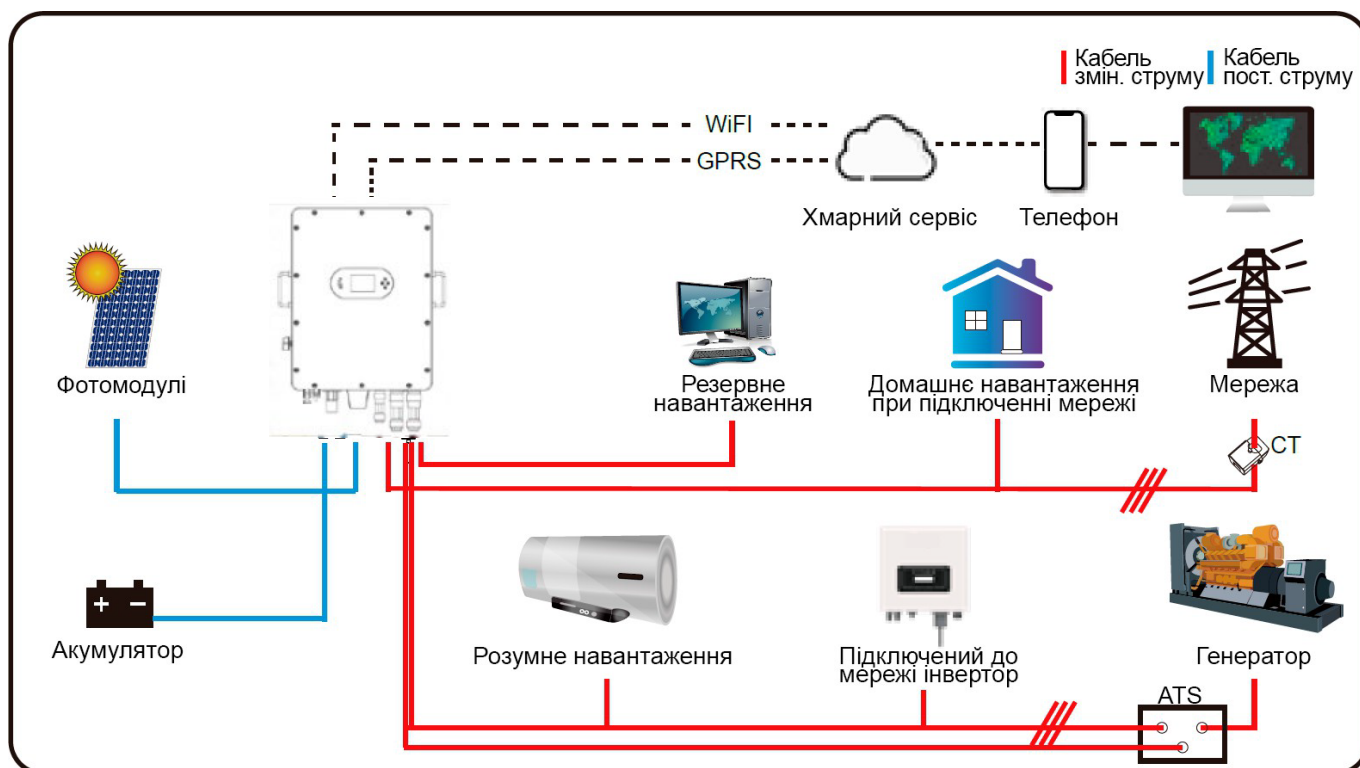 Кабель
змін. струму
Кабель
пост. струму
WiFI
GPRS
Хмарний сервіс
Телефон
Фотомодулі
Резервне
навантаження
Домашнє навантаження
при підключенні мережі
Мережа
CT
Акумулятор
Розумне навантаження
Підключений до
мережі інвертор
Генератор
ATS